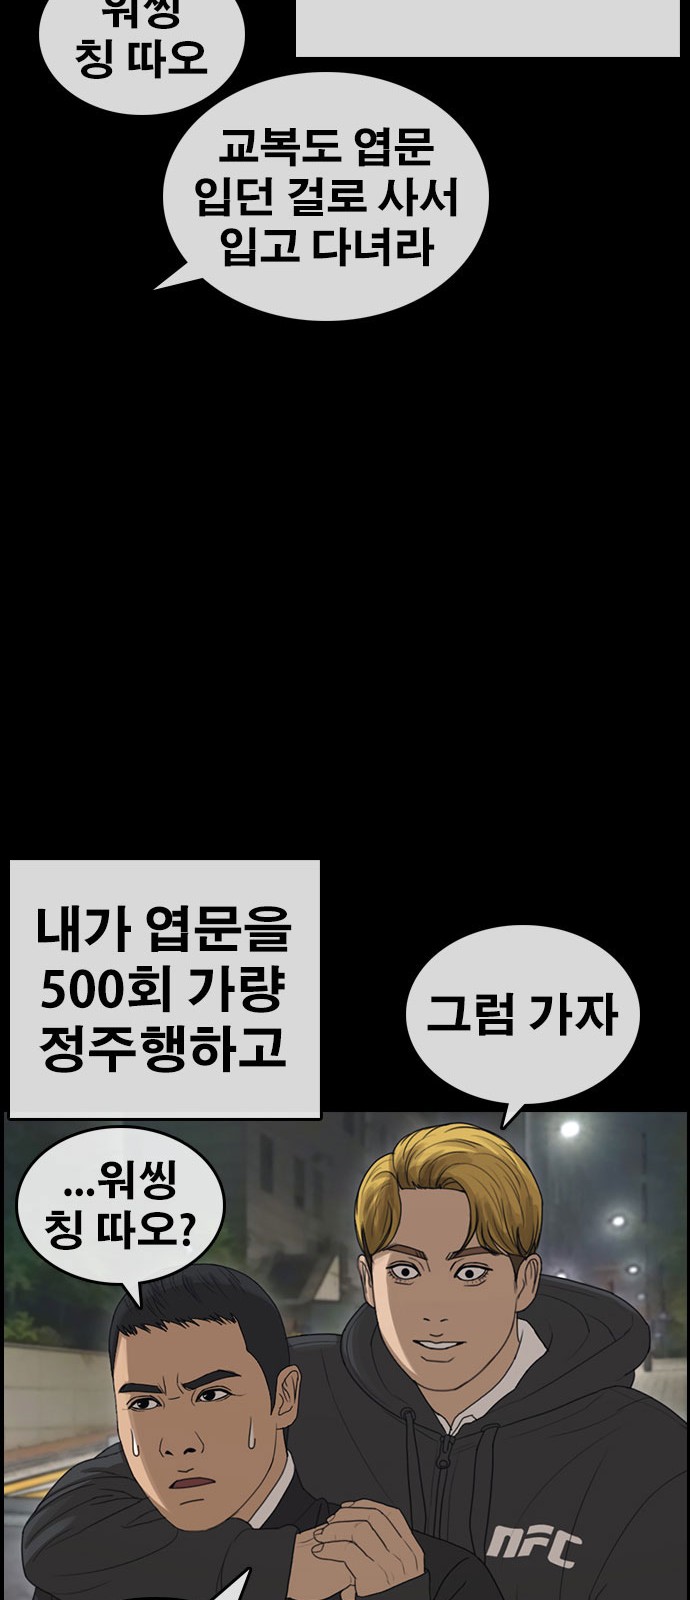 워씽
칭 따오
교복도 엽문
입던 걸로 사서
입고 다녀라
내가 엽문을
500회 가량
정주행하고
그럼 가자
...워씽
칭 따오?
NFC